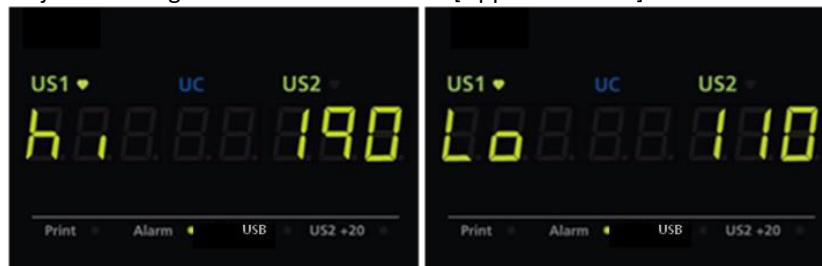 US1 UC US2
hi 190
Print Alarm USB US2 +20
US1 UC US2
Lo 110
Print Alarm USB US2 +20